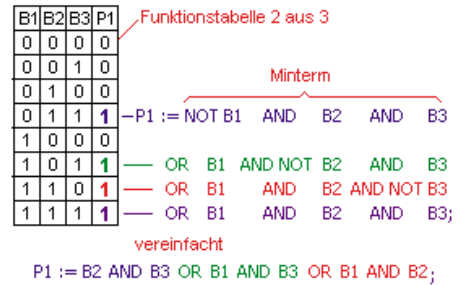 B1 B2 B3 P1 Funktionstabelle 2 aus 3
0 0 0 0
0 0 1 0 Minterm
0 1 0 0
0 1 1 1 P1 := NOT B1 AND B2 AND B3
1 0 0 0
1 0 1 1 OR B1 AND NOT B2 AND B3
1 1 0 1 OR B1 AND B2 AND NOT B3
1 1 1 1 OR B1 AND B2 AND B3;
vereinfacht
P1 := B2 AND B3 OR B1 AND B3 OR B1 AND B2;